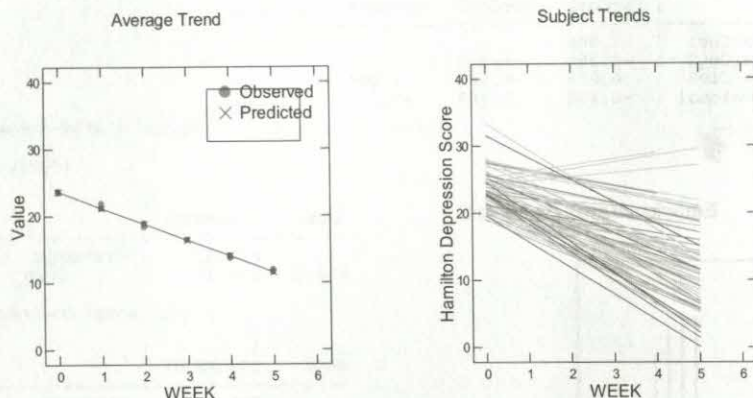 Average Trend
40
30
20
10
0
Value
Observed
Predicted
0 1 2 3 4 5 6
WEEK
Subject Trends
40
30
20
10
0
Hamilton Depression Score
0 1 2 3 4 5 6
WEEK